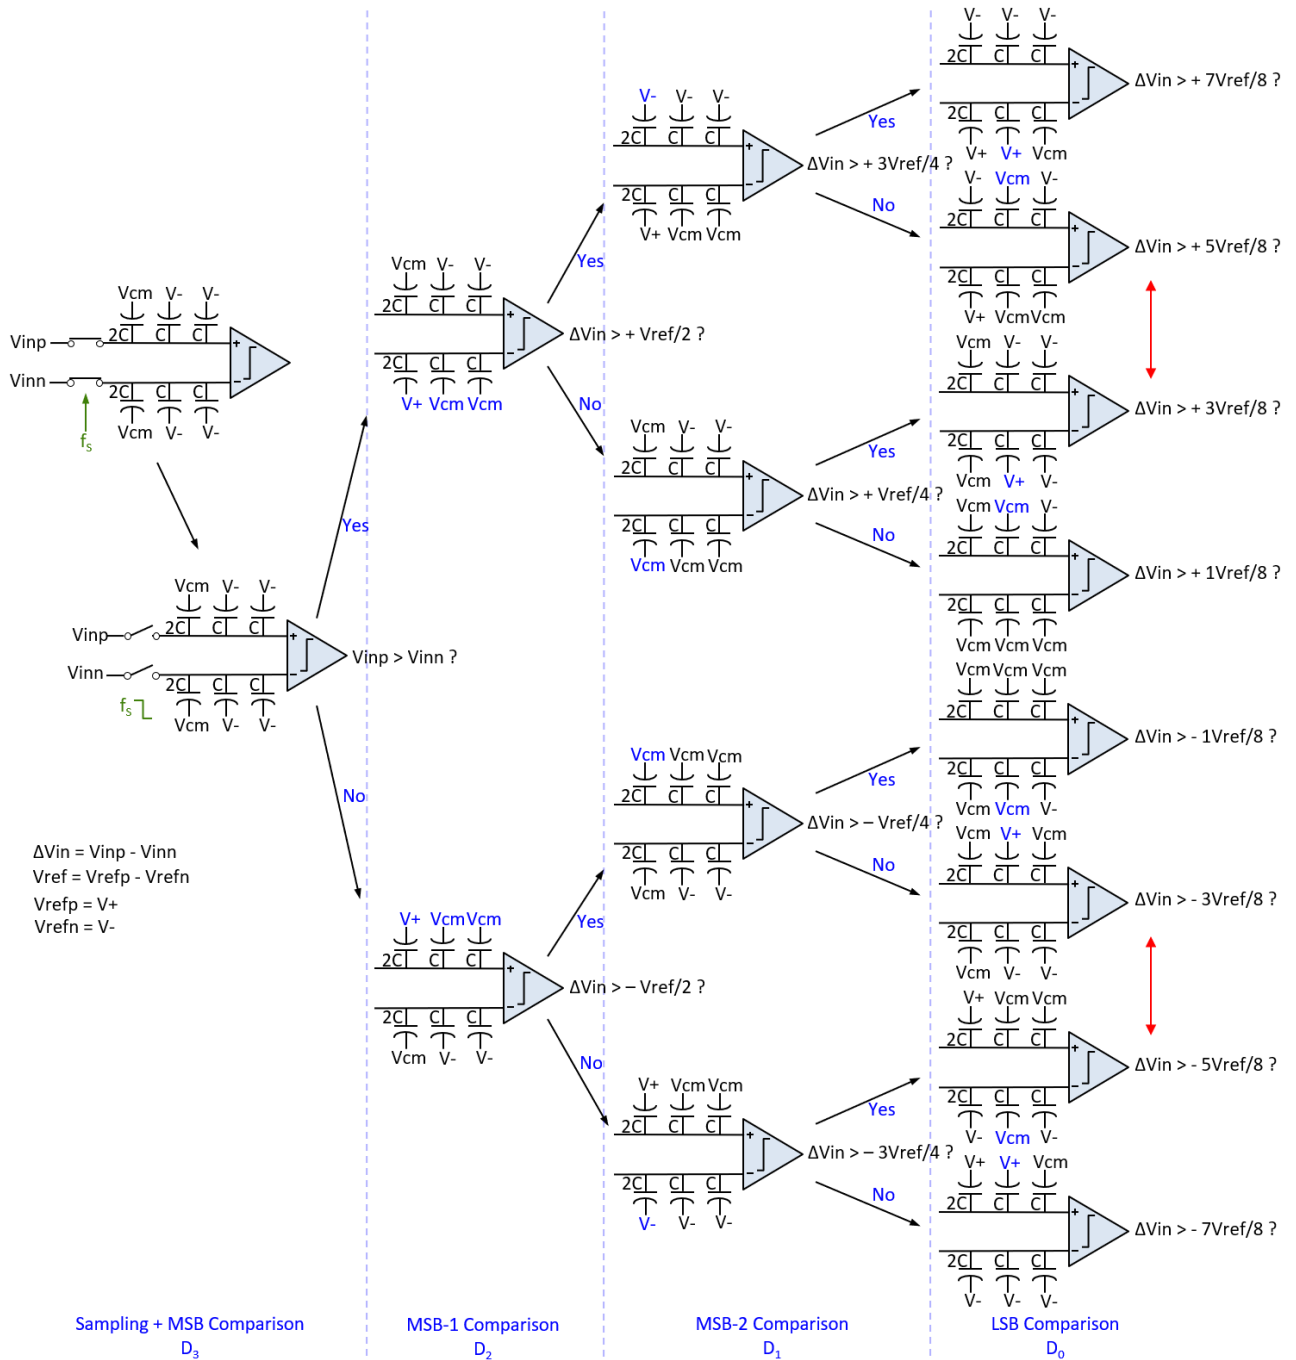 Vcm V- V-
2C C C
+
Vinp
Vinn
-
2C C C
Vcm V- V-
fS
Vcm V- V-
2C C C
+
Vinp
Vinn
-
Vinp > Vinn ?
2C C C
fS
Vcm V- V-
Yes
No
ΔVin = Vinp - Vinn
Vref = Vrefp - Vrefn
Vrefp = V+
Vrefn = V-
Sampling + MSB Comparison
D3
Vcm V- V-
2C C C
+
ΔVin > + Vref/2 ?
-
2C C C
V+ Vcm Vcm
Yes
No
V+ Vcm Vcm
2C C C
+
ΔVin > – Vref/2 ?
-
2C C C
Vcm V- V-
Yes
No
MSB-1 Comparison
D2
V- V- V-
2C C C
+
ΔVin > + 3Vref/4 ?
-
2C C C
V+ Vcm Vcm
Yes
No
Vcm V- V-
2C C C
+
ΔVin > + Vref/4 ?
-
2C C C
Vcm Vcm Vcm
Yes
No
Vcm Vcm Vcm
2C C C
+
ΔVin > – Vref/4 ?
-
2C C C
Vcm V- V-
Yes
No
V+ Vcm Vcm
2C C C
+
ΔVin > – 3Vref/4 ?
-
2C C C
V- V- V-
Yes
No
MSB-2 Comparison
D1
V- V- V-
2C C C
+
ΔVin > + 7Vref/8 ?
-
2C C C
V+ V+ Vcm
V- Vcm V-
2C C C
+
ΔVin > + 5Vref/8 ?
-
2C C C
V+ Vcm Vcm
Vcm V- V-
2C C C
+
ΔVin > + 3Vref/8 ?
-
2C C C
Vcm V+ V-
Vcm Vcm V-
2C C C
+
ΔVin > + 1Vref/8 ?
-
2C C C
Vcm Vcm Vcm
Vcm Vcm Vcm
2C C C
+
ΔVin > - 1Vref/8 ?
-
2C C C
Vcm Vcm V-
Vcm V+ Vcm
2C C C
+
ΔVin > - 3Vref/8 ?
-
2C C C
Vcm V- V-
V+ Vcm Vcm
2C C C
+
ΔVin > - 5Vref/8 ?
-
2C C C
V- Vcm V-
V+ V+ Vcm
2C C C
+
ΔVin > - 7Vref/8 ?
-
2C C C
V- V- V-
LSB Comparison
D0